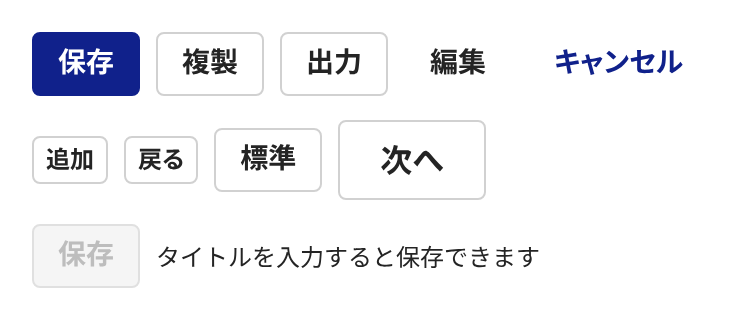 保存 複製 出力 編集 キャンセル
追加 戻る 標準 次へ
保存 タイトルを入力すると保存できます